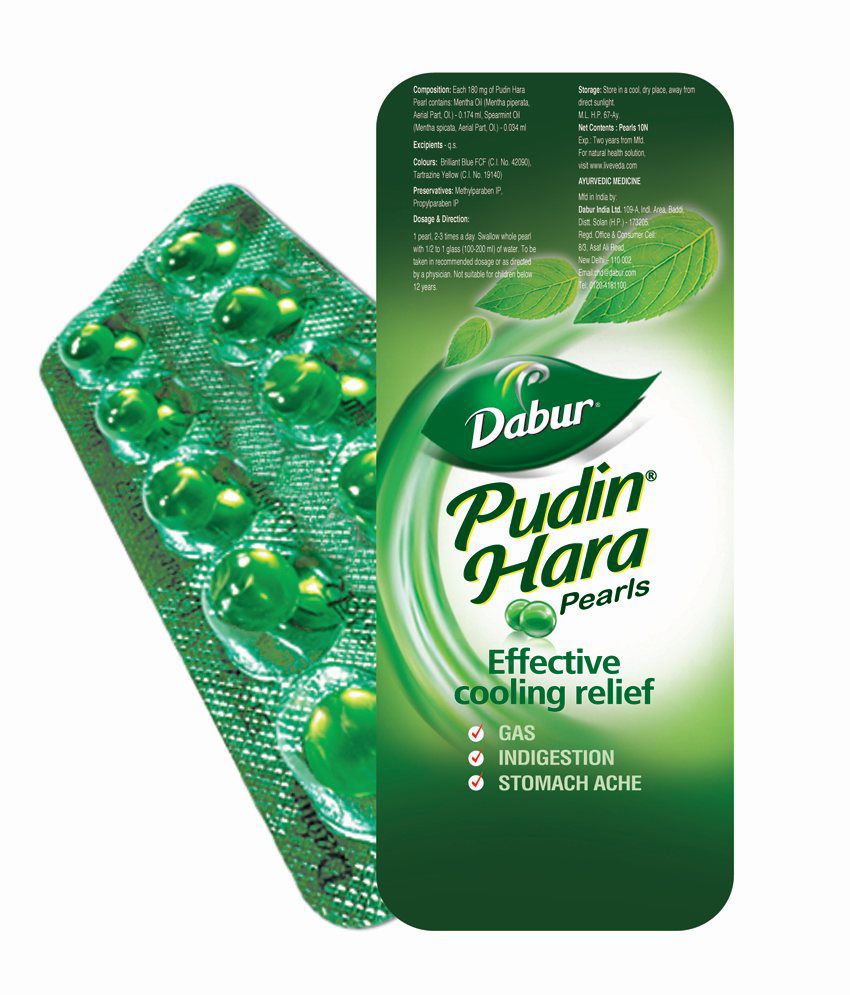 Composition: Each 180 mg of Pudin Hara
Pearl contains: Mentha Oil (Mentha piperata,
Aerial Part, Ol.) - 0.174 ml, Spearmint Oil
(Mentha spicata, Aerial Part, Ol.) - 0.034 ml
Excipients - q.s.
Colours: Brilliant Blue FCF (C.I. No. 42090),
Tartrazine Yellow (C.I. No. 19140)
Preservatives: Methylparaben IP,
Propylparaben IP
Dosage & Direction:
1 pearl, 2-3 times a day. Swallow whole pearl
with 1/2 to 1 glass (100-200 ml) of water. To be
taken in recommended dosage or as directed
by a physician. Not suitable for children below
12 years.
Storage: Store in a cool, dry place, away from
direct sunlight.
M.L. H.P. 67-Ay.
Net Contents : Pearls 10N
Exp.: Two years from Mfd.
For natural health solution,
visit www.liveveda.com
AYURVEDIC MEDICINE
Mfd in India by:
Dabur India Ltd. 109-A, Indl. Area, Baddi,
Distt. Solan (H.P.) - 173205.
Regd. Office & Consumer Cell:
8/3, Asaf Ali Road,
New Delhi - 110 002
Email:
Tel: 0120-4181100
Dabur®
Pudin®
Hara
Pearls
Effective
cooling relief
GAS
INDIGESTION
STOMACH ACHE
Dabur